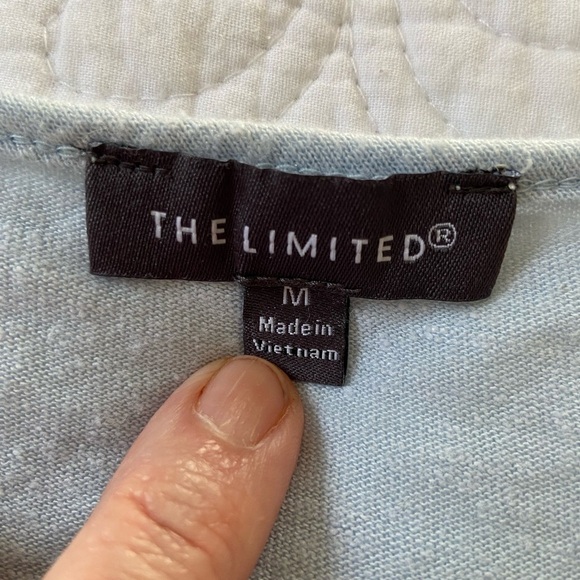 THE LIMITED®
M
Made in
Vietnam